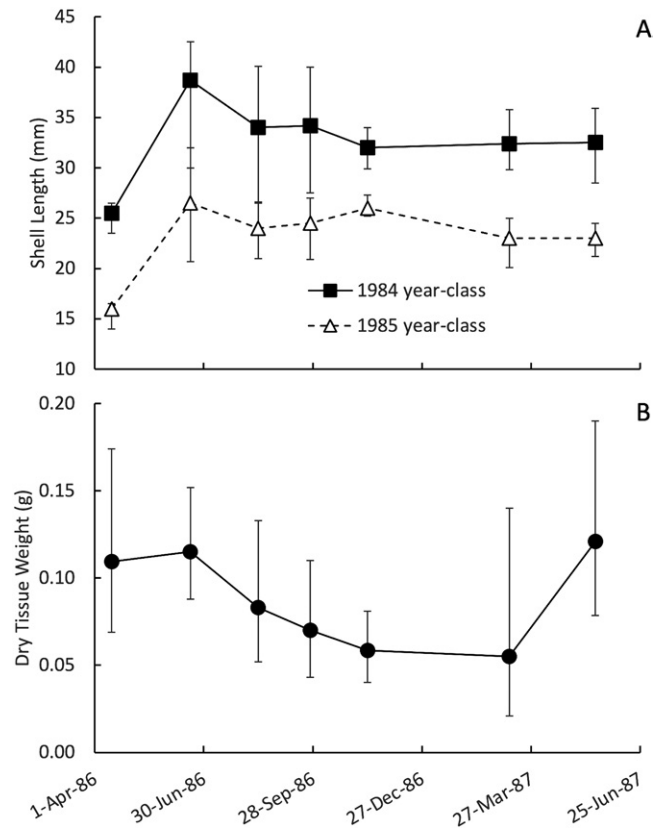 A
45
40
35
30
25
20
15
10
Shell Length (mm)
1984 year-class
1985 year-class
B
0.20
0.15
0.10
0.05
0.00
Dry Tissue Weight (g)
1-Apr-86
30-Jun-86
28-Sep-86
27-Dec-86
27-Mar-87
25-Jun-87